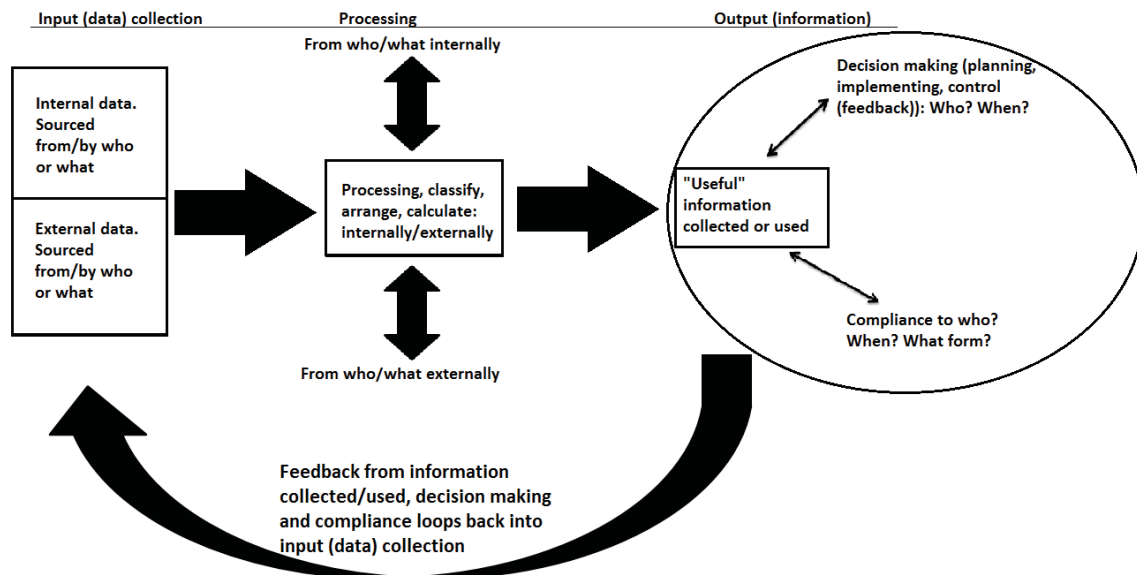 Input (data) collection
Processing
Output (information)
From who/what internally
Internal data.
Sourced
from/by who
or what
External data.
Sourced
from/by who
or what
Processing, classify,
arrange, calculate:
internally/externally
From who/what externally
Decision making (planning,
implementing, control
(feedback)): Who? When?
"Useful"
information
collected or used
Compliance to who?
When? What form?
Feedback from information
collected/used, decision making
and compliance loops back into
input (data) collection